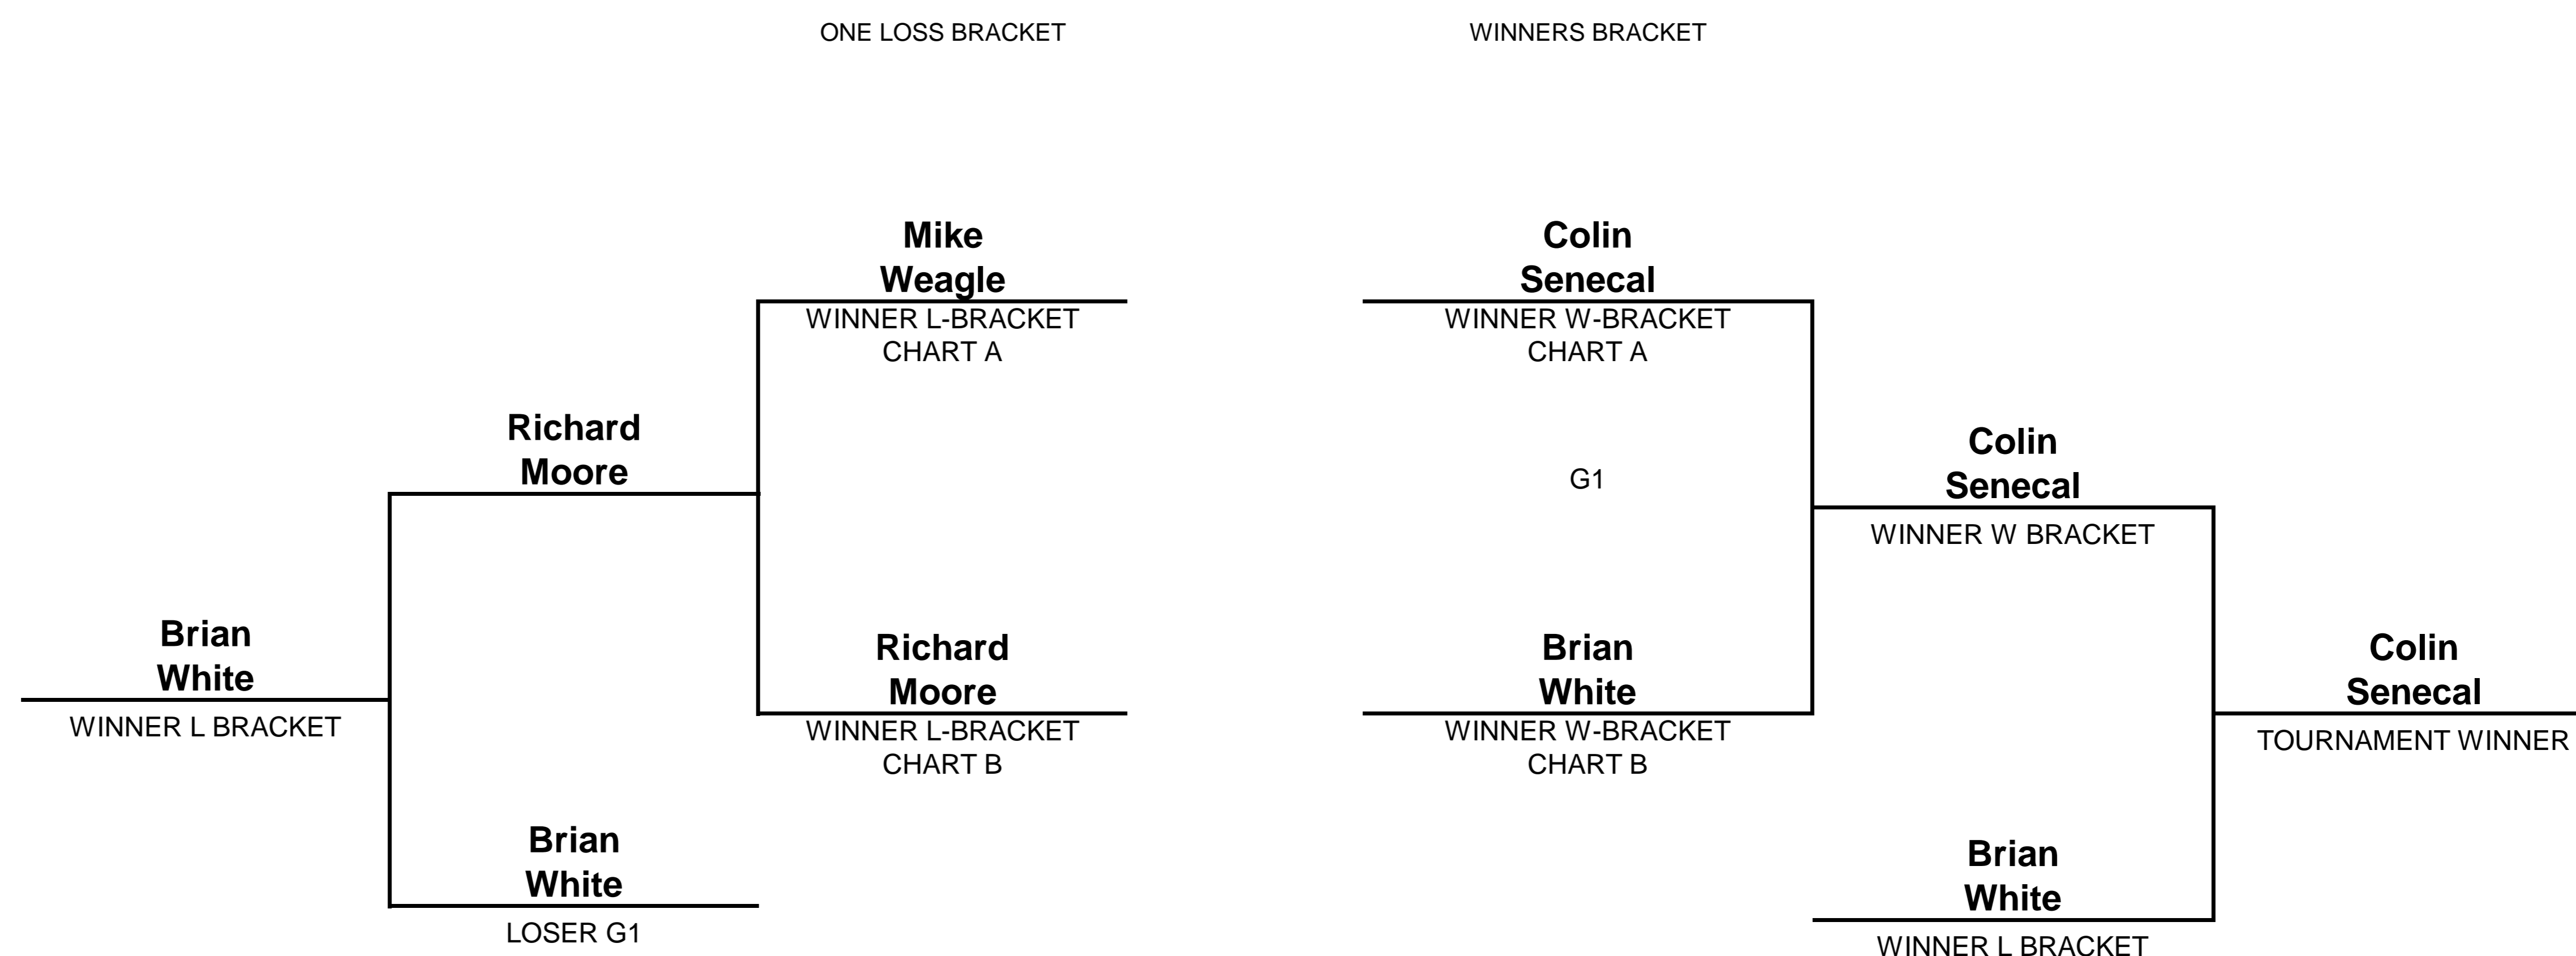 ONE LOSS BRACKET
WINNERS BRACKET
Mike
Weagle
WINNER L-BRACKET
CHART A
Colin
Senecal
WINNER W-BRACKET
CHART A
Richard
Moore
G1
Colin
Senecal
WINNER W BRACKET
Brian
White
WINNER L BRACKET
Richard
Moore
WINNER L-BRACKET
CHART B
Brian
White
WINNER W-BRACKET
CHART B
Colin
Senecal
TOURNAMENT WINNER
Brian
White
LOSER G1
Brian
White
WINNER L BRACKET